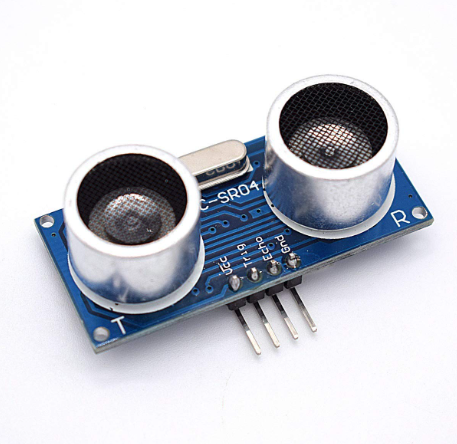 C-SR04
R
Vcc
Trig
Echo
Gnd
T